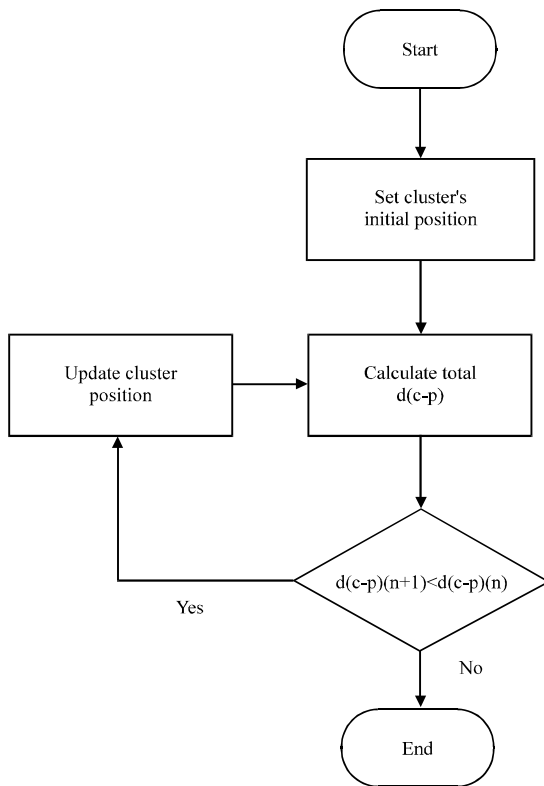 Start
Set cluster's
initial position
Update cluster
position
Calculate total
d(c-p)
d(c-p)(n+1)<d(c-p)(n)
Yes
No
End